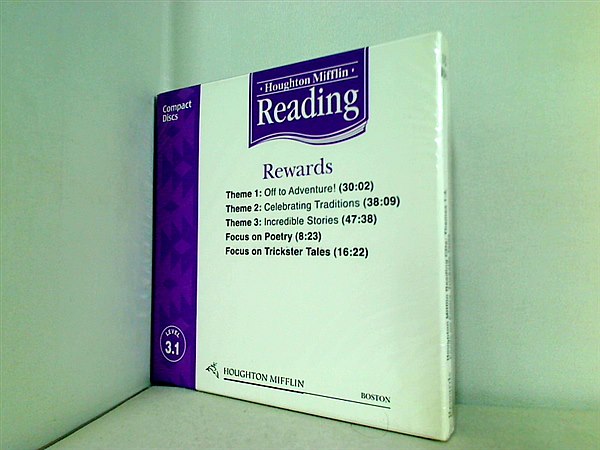 Compact
Discs
· Houghton Mifflin ·
Reading
Rewards
Theme 1: Off to Adventure! (30:02)
Theme 2: Celebrating Traditions (38:09)
Theme 3: Incredible Stories (47:38)
Focus on Poetry (8:23)
Focus on Trickster Tales (16:22)
LEVEL
3.1
HOUGHTON MIFFLIN
BOSTON